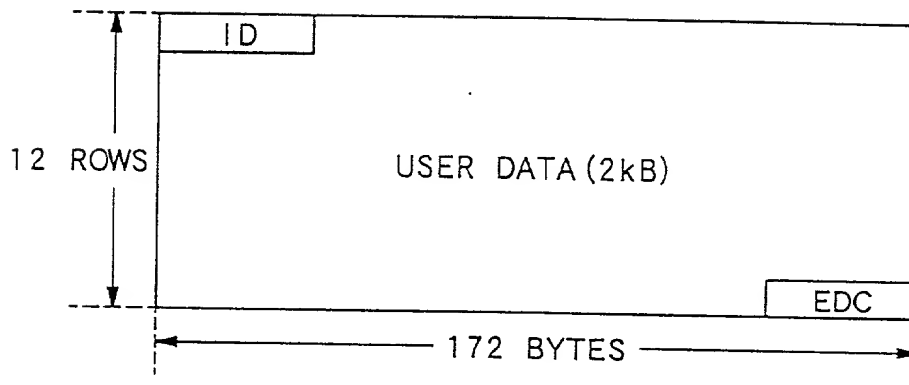 ID
12 ROWS
USER DATA(2kB)
EDC
172 BYTES